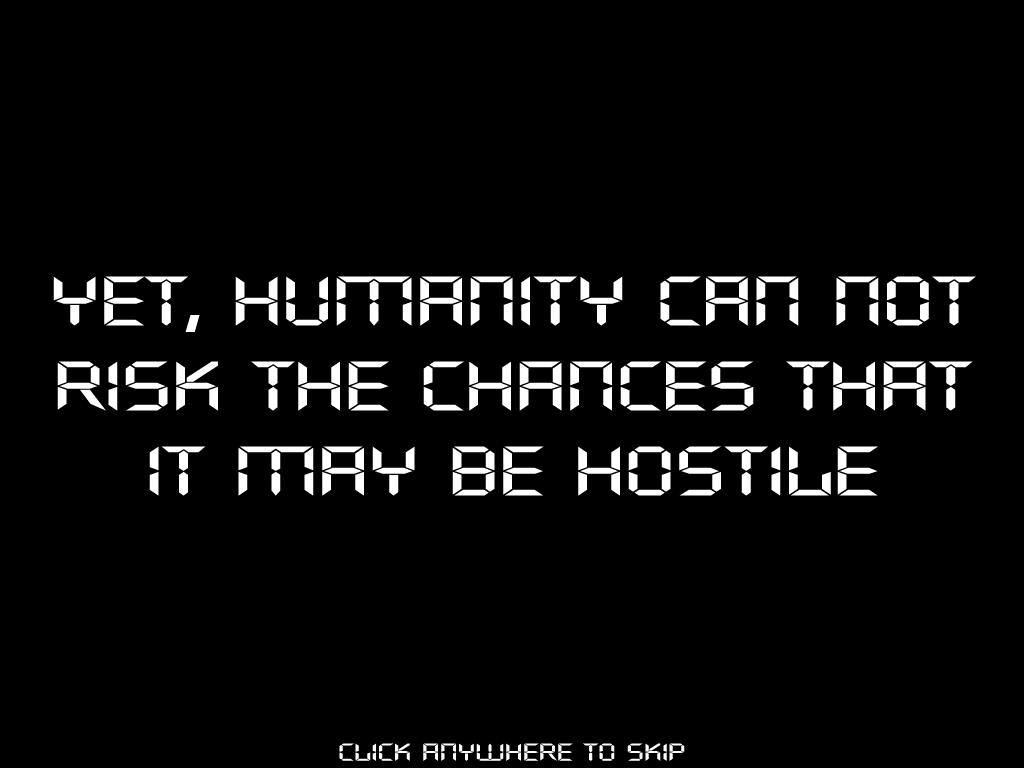 YET, HUMANITY CAN NOT
RISK THE CHANCES THAT
IT MAY BE HOSTILE
CLICK ANYWHERE TO SKIP